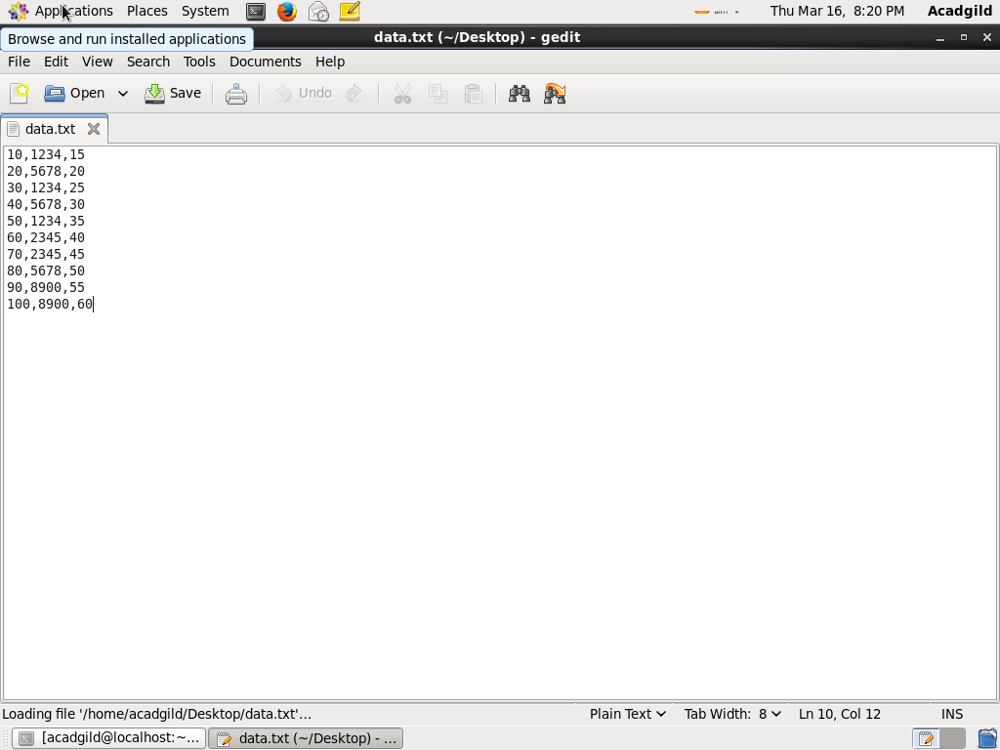 Applications Places System Thu Mar 16, 8:20 PM Acadgild
Browse and run installed applications
data.txt (~/Desktop) - gedit
File Edit View Search Tools Documents Help
Open Save Undo
data.txt
10,1234,15
20,5678,20
30,1234,25
40,5678,30
50,1234,35
60,2345,40
70,2345,45
80,5678,50
90,8900,55
100,8900,60
Loading file '/home/acadgild/Desktop/data.txt'... Plain Text Tab Width: 8 Ln 10, Col 12 INS
[acadgild@localhost:~... data.txt (~/Desktop) - ...